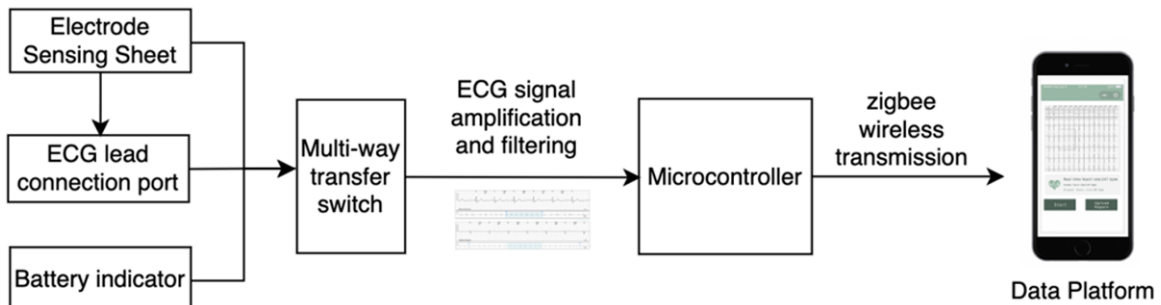 Electrode
Sensing Sheet
ECG lead
connection port
Battery indicator
Multi-way
transfer
switch
ECG signal
amplification
and filtering
Microcontroller
zigbee
wireless
transmission
Data Platform